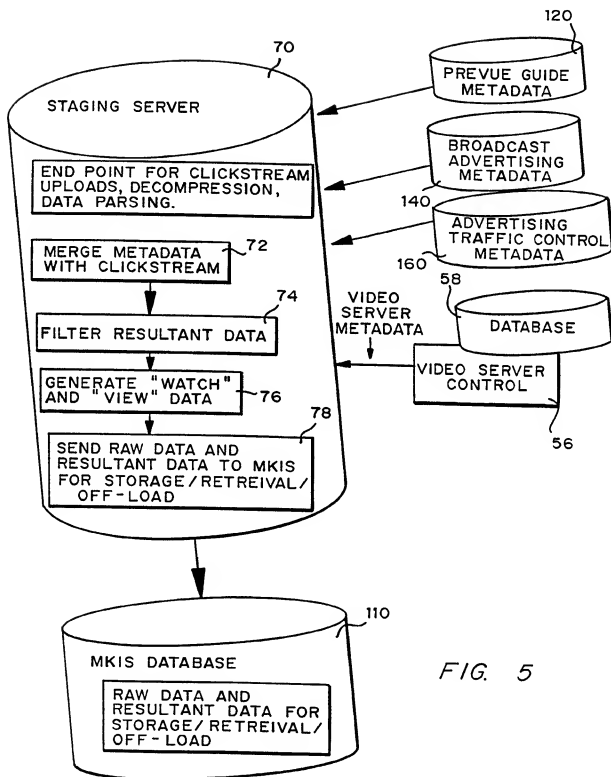 120
70
PREVUE GUIDE
METADATA
STAGING SERVER
BROADCAST
ADVERTISING
METADATA
140
END POINT FOR CLICKSTREAM
UPLOADS, DECOMPRESSION,
DATA PARSING.
ADVERTISING
TRAFFIC CONTROL
METADATA
160
72
MERGE METADATA
WITH CLICKSTREAM
58
VIDEO
SERVER
METADATA
DATABASE
74
FILTER RESULTANT DATA
VIDEO SERVER
CONTROL
56
GENERATE "WATCH"
AND "VIEW" DATA
76
78
SEND RAW DATA AND
RESULTANT DATA TO MKIS
FOR STORAGE/RETREIVAL/
OFF-LOAD
110
MKIS DATABASE
RAW DATA AND
RESULTANT DATA FOR
STORAGE/RETREIVAL/
OFF-LOAD
FIG. 5